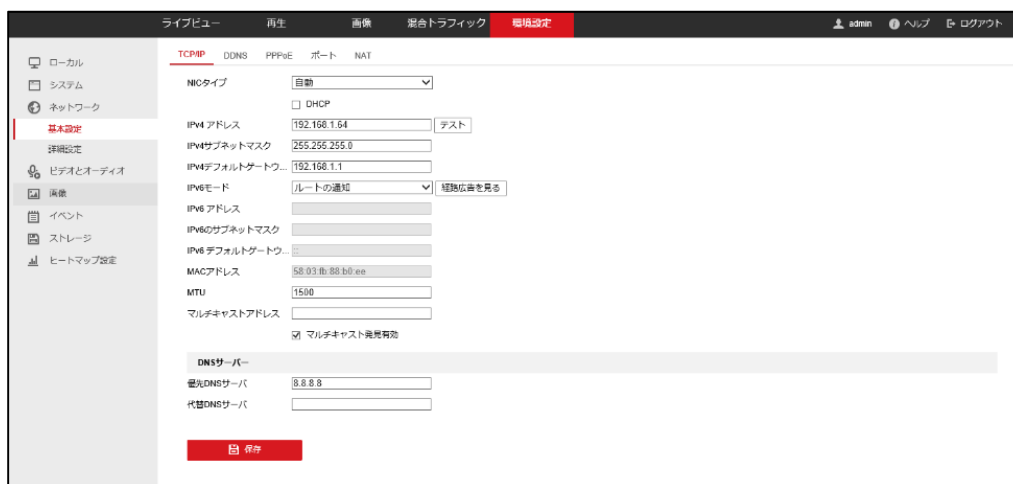 ライブビュー 再生 画像 混合トラフィック 環境設定 admin ヘルプ ログアウト
ローカル
システム
ネットワーク
基本設定
詳細設定
ビデオとオーディオ
画像
イベント
ストレージ
ヒートマップ設定
TCP/IP DDNS PPPoE ポート NAT
NICタイプ 自動
DHCP
IPv4 アドレス 192.168.1.64 テスト
IPv4サブネットマスク 255.255.255.0
IPv4デフォルトゲートウ... 192.168.1.1
IPv6モード ルートの通知 経路広告を見る
IPv6 アドレス
IPv6のサブネットマスク
IPv6 デフォルトゲートウ... ::
MACアドレス 58:03:fb:88:b0:ee
MTU 1500
マルチキャストアドレス
マルチキャスト発見有効
DNSサーバー
優先DNSサーバ 8.8.8.8
代替DNSサーバ
保存